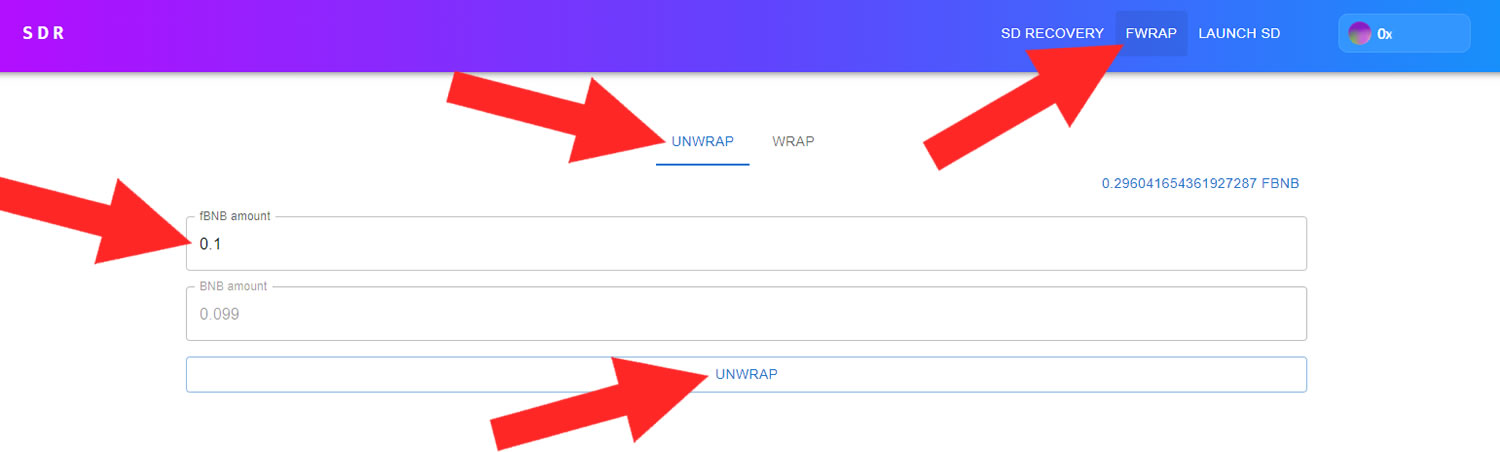 SDR
SD RECOVERY FWRAP LAUNCH SD 0x
UNWRAP WRAP
0.296041654361927287 FBNB
fBNB amount
0.1
BNB amount
0.099
UNWRAP